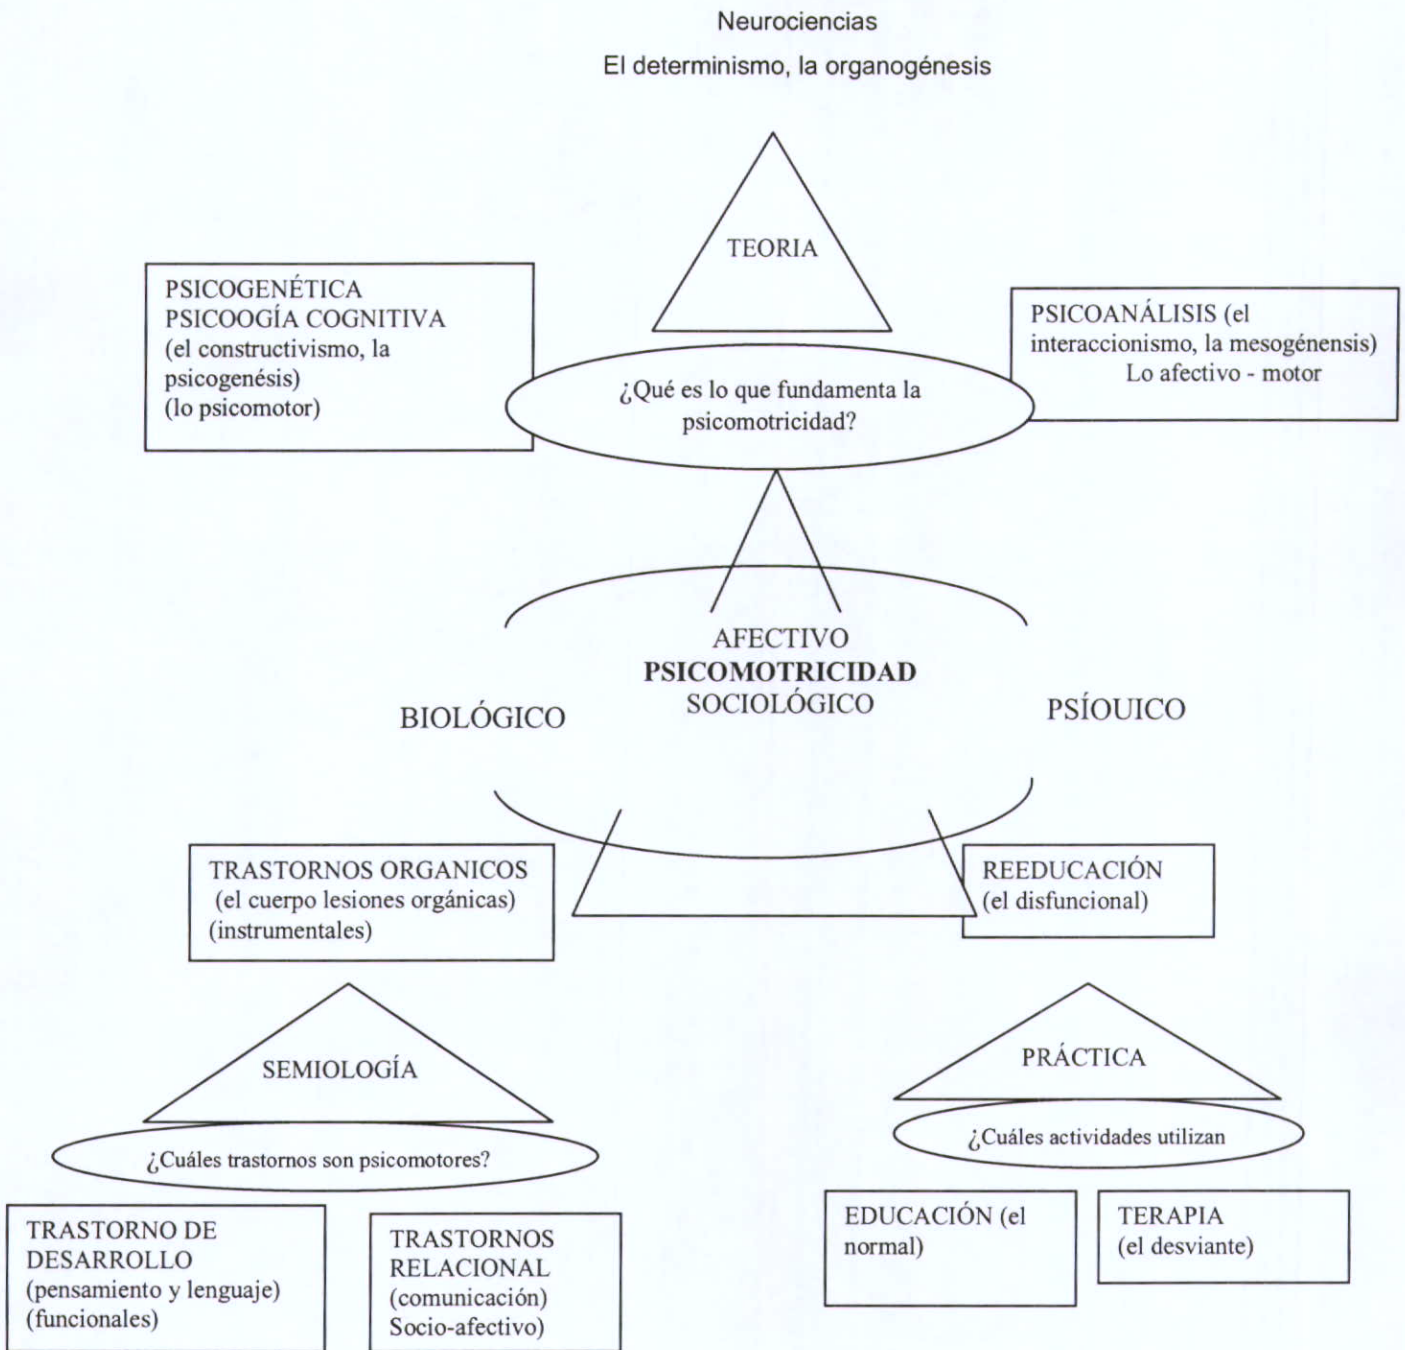 Neurociencias
El determinismo, la organogénesis
TEORIA
PSICOGENÉTICA
PSICOOGÍA COGNITIVA
(el constructivismo, la
psicogenésis)
(lo psicomotor)
PSICOANÁLISIS (el
interaccionismo, la mesogénensis)
Lo afectivo - motor
¿Qué es lo que fundamenta la
psicomotricidad?
AFECTIVO
PSICOMOTRICIDAD
SOCIOLÓGICO
BIOLÓGICO
PSÍOUICO
TRASTORNOS ORGANICOS
(el cuerpo lesiones orgánicas)
(instrumentales)
REEDUCACIÓN
(el disfuncional)
SEMIOLOGÍA
PRÁCTICA
¿Cuáles trastornos son psicomotores?
¿Cuáles actividades utilizan
TRASTORNO DE
DESARROLLO
(pensamiento y lenguaje)
(funcionales)
TRASTORNOS
RELACIONAL
(comunicación)
Socio-afectivo)
EDUCACIÓN (el
normal)
TERAPIA
(el desviante)